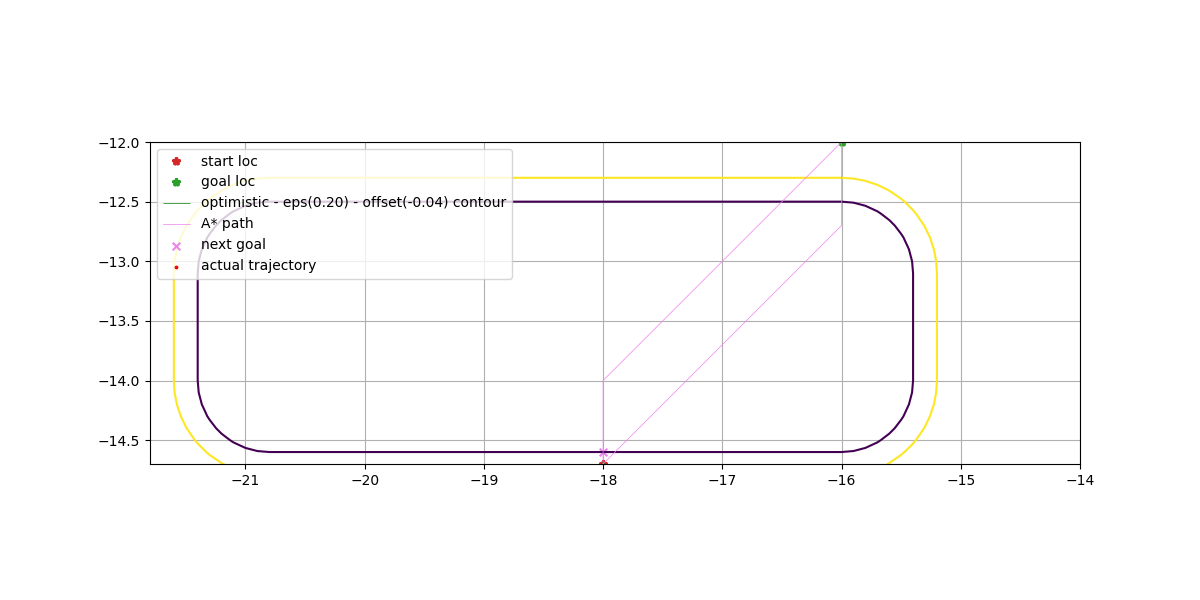 −12.0
−12.5
−13.0
−13.5
−14.0
−14.5
start loc
goal loc
optimistic - eps(0.20) - offset(-0.04) contour
A* path
next goal
actual trajectory
−21 −20 −19 −18 −17 −16 −15 −14